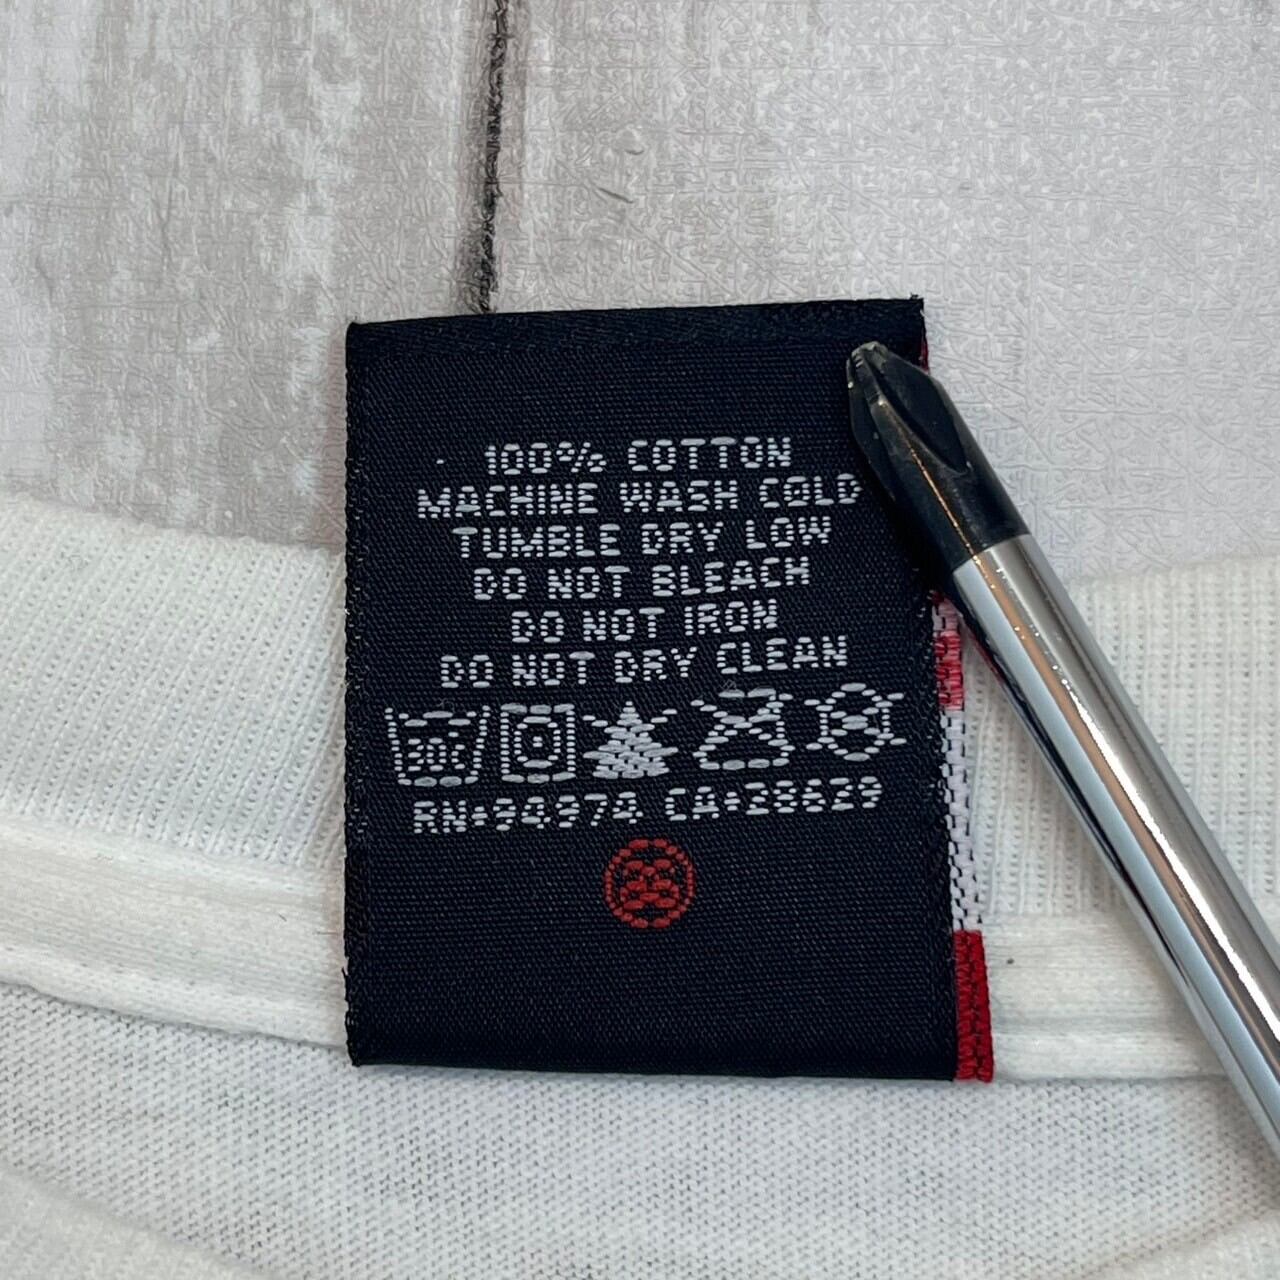 100% COTTON
MACHINE WASH COLD
TUMBLE DRY LOW
DO NOT BLEACH
DO NOT IRON
DO NOT DRY CLEAN
30c
RN•94974 CA•28629